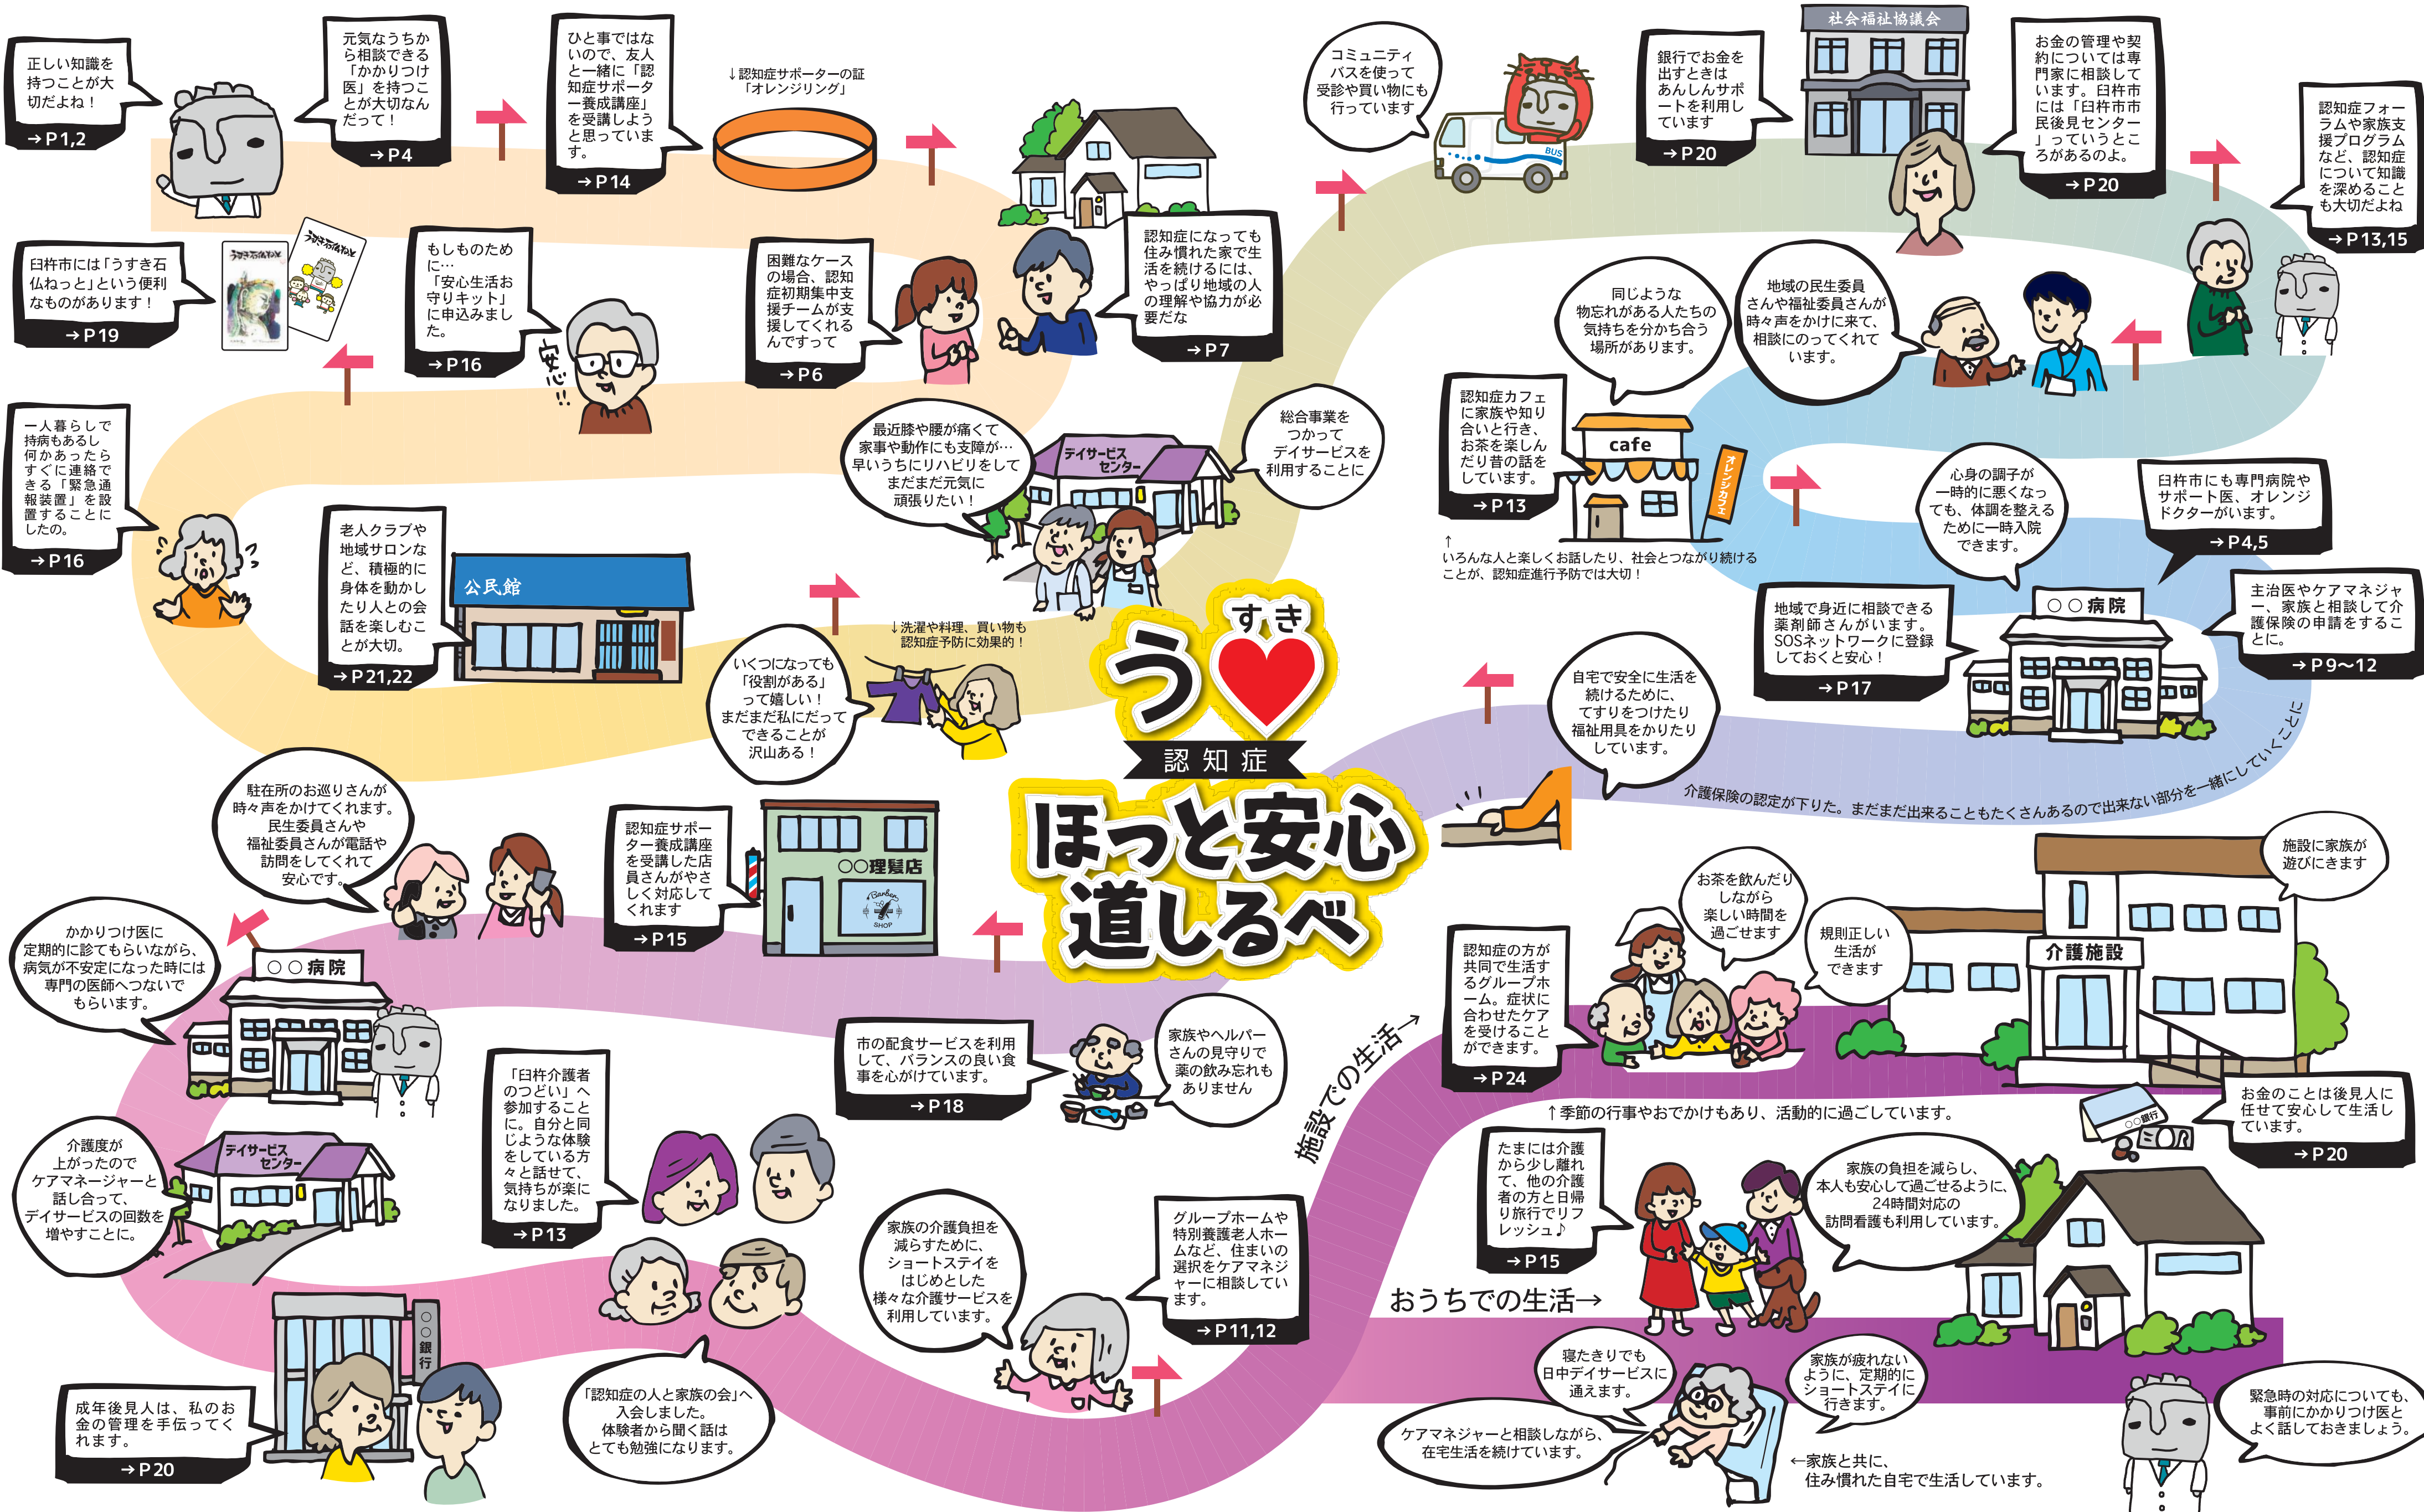 正しい知識を
持つことが大
切だよね！
→P1,2
元気なうちか
ら相談できる
「かかりつけ
医」を持つこ
とが大切なん
だって！
→P4
ひと事ではな
いので、友人
と一緒に「認
知症サポータ
ー養成講座」
を受講しよう
と思っていま
す。
→P14
↓認知症サポーターの証
「オレンジリング」
認知症になっても
住み慣れた家で生
活を続けるには、
やっぱり地域の人
の理解や協力が必
要だな
→P7
困難なケース
の場合、認知
症初期集中支
援チームが支
援してくれる
んですって
→P6
もしものため
に…
「安心生活お
守りキット」
に申込みまし
た。
→P16
安心!!
うすき石仏ねっと
うすき石仏ねっと
臼杵市には「うすき石
仏ねっと」という便利
なものがあります！
→P19
一人暮らしで
持病もあるし
何かあったら
すぐに連絡で
きる「緊急通
報装置」を設
置することに
したの。
→P16
老人クラブや
地域サロンな
ど、積極的に
身体を動かし
たり人との会
話を楽しむこ
とが大切。
→P21,22
公民館
いくつになっても
「役割がある」
って嬉しい！
まだまだ私にだって
できることが
沢山ある！
↓洗濯や料理、買い物も
認知症予防に効果的！
最近膝や腰が痛くて
家事や動作にも支障が…
早いうちにリハビリをして
まだまだ元気に
頑張りたい！
デイサービス
センター
総合事業を
つかって
デイサービスを
利用することに
コミュニティ
バスを使って
受診や買い物にも
行っています
BUS
銀行でお金を
出すときは
あんしんサポ
ートを利用し
ています
→P20
社会福祉協議会
お金の管理や契
約については専
門家に相談して
います。臼杵市
には「臼杵市市
民後見センター
」っていうとこ
ろがあるのよ。
→P20
認知症フォー
ラムや家族支
援プログラム
など、認知症
について知識
を深めること
も大切だよね
→P13,15
地域の民生委員
さんや福祉委員さんが
時々声をかけに来て、
相談にのってくれて
います。
同じような
物忘れがある人たちの
気持ちを分かち合う
場所があります。
認知症カフェ
に家族や知り
合いと行き、
お茶を楽しん
だり昔の話を
しています。
→P13
cafe
オレンジカフェ
↑
いろんな人と楽しくお話したり、社会とつながり続ける
ことが、認知症進行予防では大切！
心身の調子が
一時的に悪くなっ
ても、体調を整える
ために一時入院
できます。
臼杵市にも専門病院や
サポート医、オレンジ
ドクターがいます。
→P4,5
地域で身近に相談できる
薬剤師さんがいます。
SOSネットワークに登録
しておくと安心！
→P17
○○病院
主治医やケアマネジャ
ー、家族と相談して介
護保険の申請をするこ
とに。
→P9〜12
介護保険の認定が下りた。まだまだ出来ることもたくさんあるので出来ない部分を一緒にしていくことに
自宅で安全に生活を
続けるために、
てすりをつけたり
福祉用具をかりたり
しています。
うすき
認知症
ほっと安心
道しるべ
市の配食サービスを利用
して、バランスの良い食
事を心がけています。
→P18
家族やヘルパー
さんの見守りで
薬の飲み忘れも
ありません
認知症サポー
ター養成講座
を受講した店
員さんがやさ
しく対応して
くれます
→P15
○○理髪店
Barber
SHOP
駐在所のお巡りさんが
時々声をかけてくれます。
民生委員さんや
福祉委員さんが電話や
訪問をしてくれて
安心です。
かかりつけ医に
定期的に診てもらいながら、
病気が不安定になった時には
専門の医師へつないで
もらいます。
○○病院
介護度が
上がったので
ケアマネージャーと
話し合って、
デイサービスの回数を
増やすことに。
デイサービス
センター
成年後見人は、私のお
金の管理を手伝ってく
れます。
→P20
○○銀行
「臼杵介護者
のつどい」へ
参加すること
に。自分と同
じような体験
をしている方
々と話せて、
気持ちが楽に
なりました。
→P13
「認知症の人と家族の会」へ
入会しました。
体験者から聞く話は
とても勉強になります。
家族の介護負担を
減らすために、
ショートステイを
はじめとした
様々な介護サービスを
利用しています。
グループホームや
特別養護老人ホー
ムなど、住まいの
選択をケアマネジ
ャーに相談してい
ます。
→P11,12
施設での生活→
認知症の方が
共同で生活す
るグループホ
ーム。症状に
合わせたケア
を受けること
ができます。
→P24
お茶を飲んだり
しながら
楽しい時間を
過ごせます
規則正しい
生活が
できます
介護施設
施設に家族が
遊びにきます
↑季節の行事やおでかけもあり、活動的に過ごしています。
○○銀行
お金のことは後見人に
任せて安心して生活し
ています。
→P20
おうちでの生活→
たまには介護
から少し離れ
て、他の介護
者の方と日帰
り旅行でリフ
レッシュ♪
→P15
家族の負担を減らし、
本人も安心して過ごせるように、
24時間対応の
訪問看護も利用しています。
寝たきりでも
日中デイサービスに
通えます。
家族が疲れない
ように、定期的に
ショートステイに
行きます。
ケアマネジャーと相談しながら、
在宅生活を続けています。
←家族と共に、
住み慣れた自宅で生活しています。
緊急時の対応についても、
事前にかかりつけ医と
よく話しておきましょう。